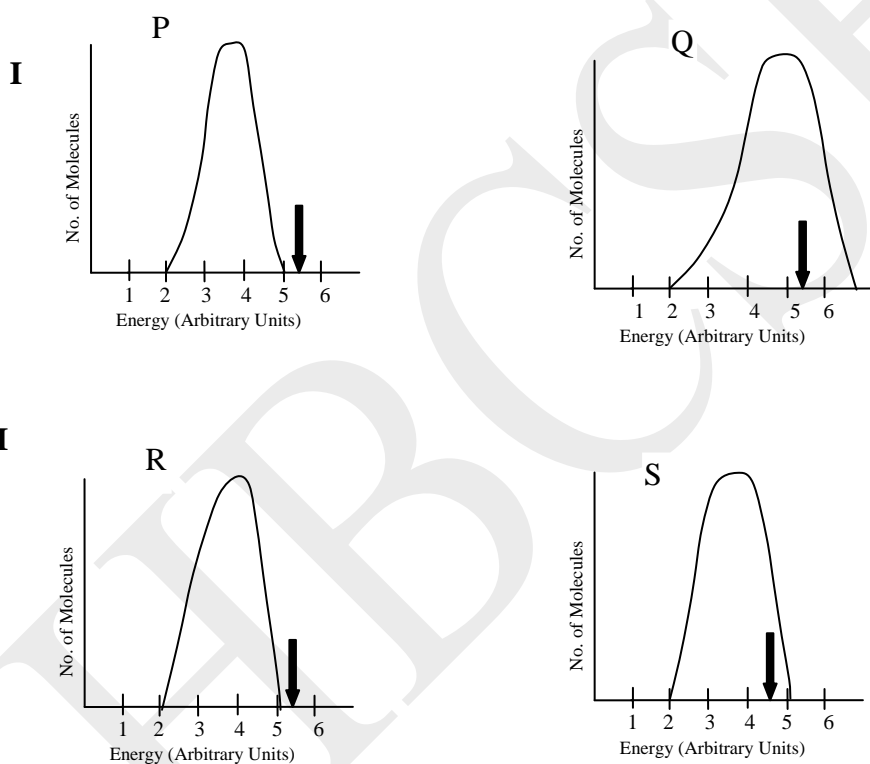 P
I
No. of Molecules
1 2 3 4 5 6
Energy (Arbitrary Units)
Q
No. of Molecules
1 2 3 4 5 6
Energy (Arbitrary Units)
I
R
No. of Molecules
1 2 3 4 5 6
Energy (Arbitrary Units)
S
No. of Molecules
1 2 3 4 5 6
Energy (Arbitrary Units)
HBCSE